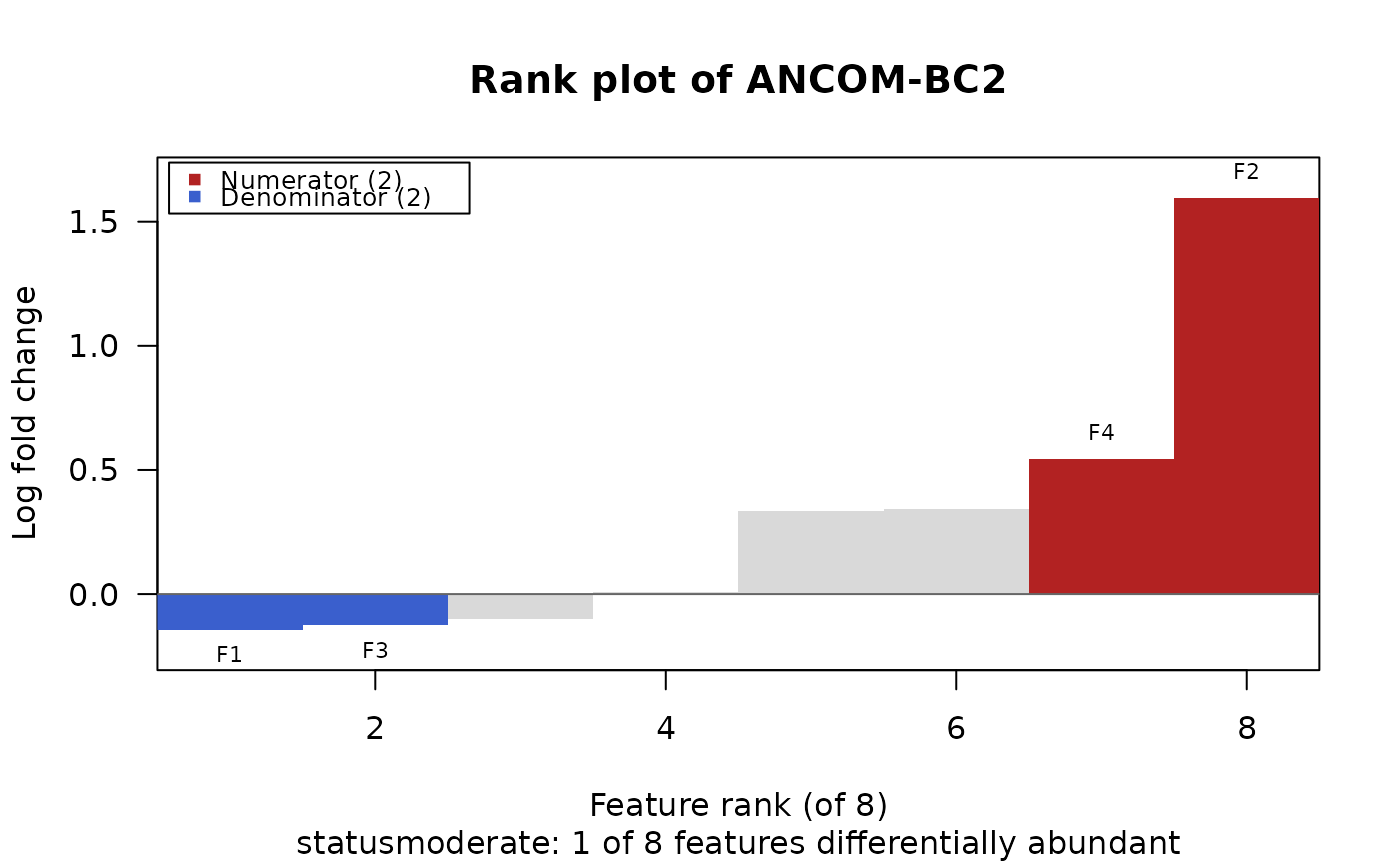 Rank plot of ANCOM-BC2
Numerator (2)
Denominator (2)
F2
F4
F1
F3
Log fold change
1.5
1.0
0.5
0.0
2
4
6
8
Feature rank (of 8)
statusmoderate: 1 of 8 features differentially abundant